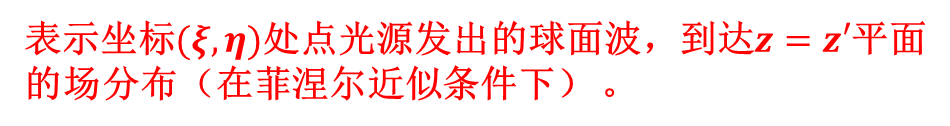 表示坐标(ξ,η)处点光源发出的球面波，到达z = z′平面
的场分布（在菲涅尔近似条件下）。